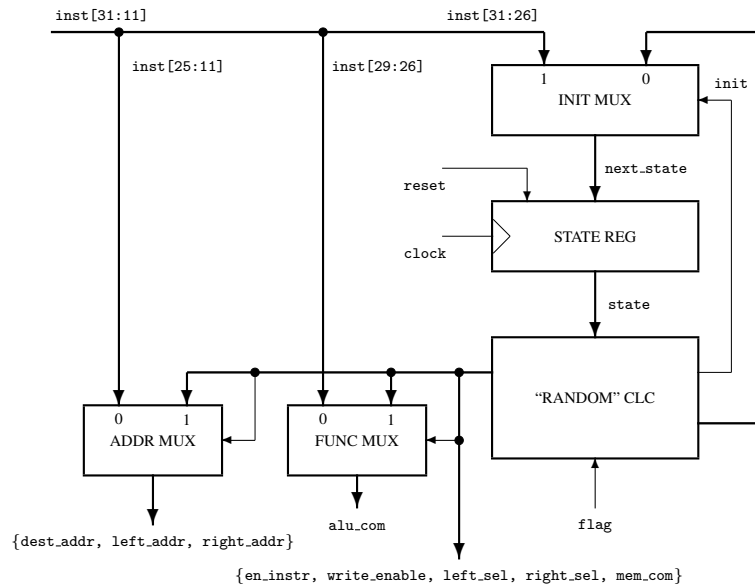 inst[31:11]
inst[31:26]
inst[25:11]
inst[29:26]
1
0
init
INIT MUX
next_state
reset
STATE REG
clock
state
"RANDOM" CLC
0
1
0
1
ADDR MUX
FUNC MUX
alu_com
flag
{dest_addr, left_addr, right_addr}
{en_instr, write_enable, left_sel, right_sel, mem_com}